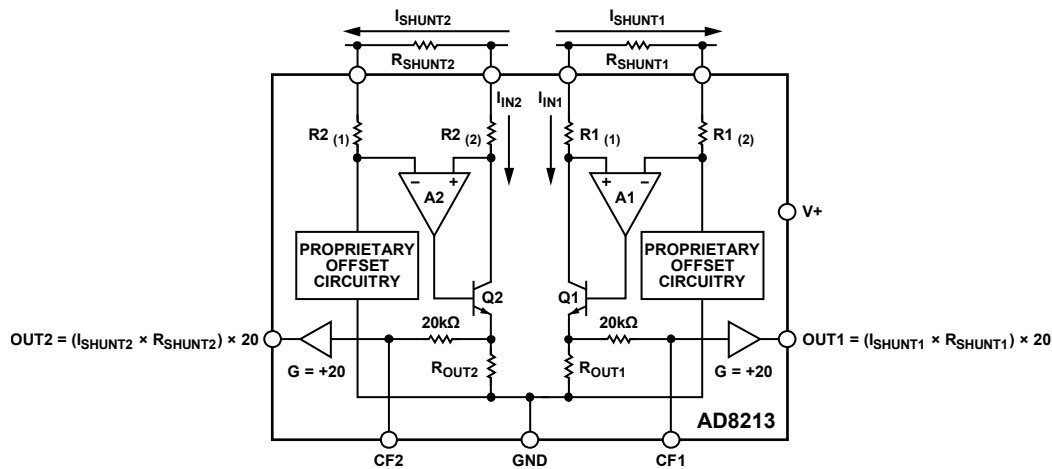 I_SHUNT2 I_SHUNT1
R_SHUNT2 R_SHUNT1
I_IN2 I_IN1
R2 (1) R2 (2) R1 (1) R1 (2)
− + + −
A2 A1
V+
PROPRIETARY
OFFSET
CIRCUITRY
PROPRIETARY
OFFSET
CIRCUITRY
Q2 Q1
20kΩ 20kΩ
OUT2 = (I_SHUNT2 × R_SHUNT2) × 20
OUT1 = (I_SHUNT1 × R_SHUNT1) × 20
G = +20 R_OUT2 R_OUT1 G = +20
AD8213
CF2 GND CF1